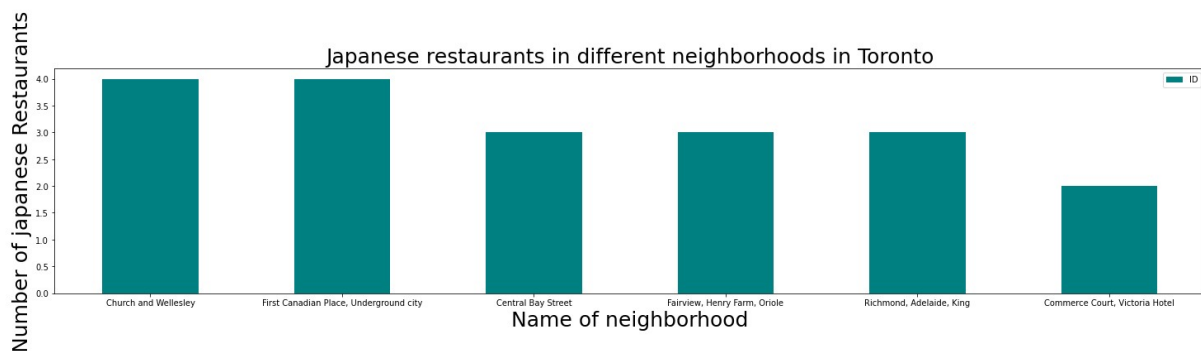 Japanese restaurants in different neighborhoods in Toronto
ID
Number of japanese Restaurants
4.0
3.5
3.0
2.5
2.0
1.5
1.0
0.5
0.0
Church and Wellesley
First Canadian Place, Underground city
Central Bay Street
Fairview, Henry Farm, Oriole
Richmond, Adelaide, King
Commerce Court, Victoria Hotel
Name of neighborhood